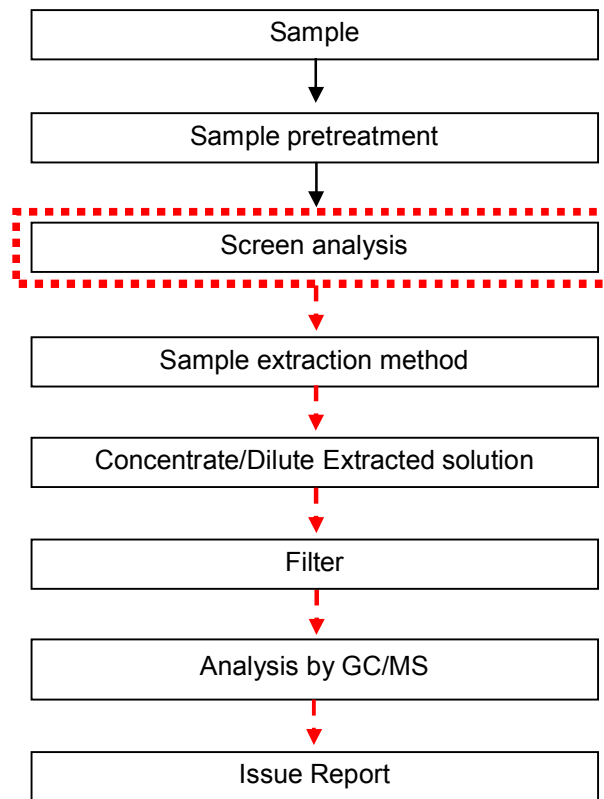 Sample
Sample pretreatment
Screen analysis
Sample extraction method
Concentrate/Dilute Extracted solution
Filter
Analysis by GC/MS
Issue Report